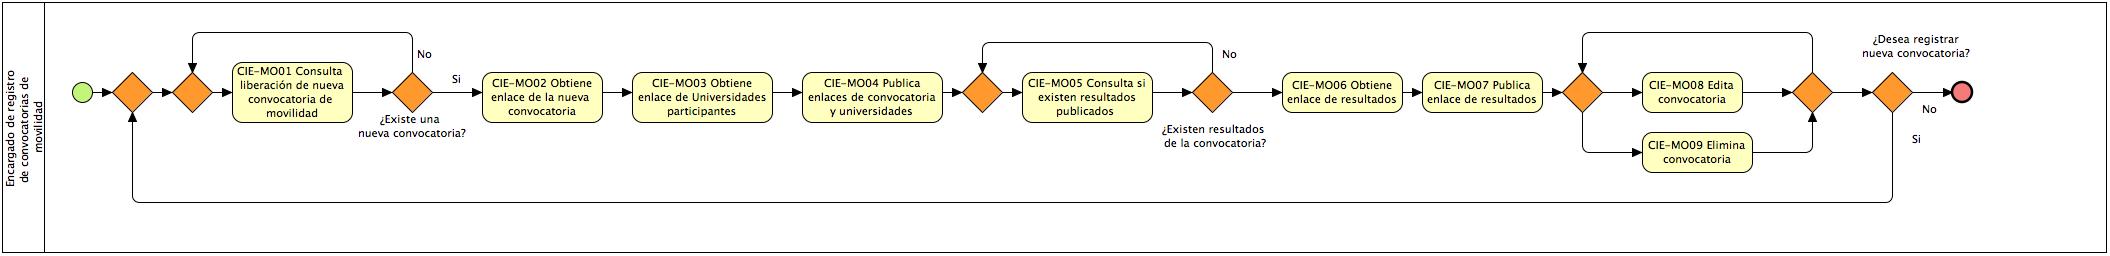 Encargado de registro
de convocatorias de
movilidad
CIE-MO01 Consulta
liberación de nueva
convocatoria de
movilidad
No
Si
¿Existe una
nueva convocatoria?
CIE-MO02 Obtiene
enlace de la nueva
convocatoria
CIE-MO03 Obtiene
enlace de Universidades
participantes
CIE-MO04 Publica
enlaces de convocatoria
y universidades
CIE-MO05 Consulta si
existen resultados
publicados
No
¿Existen resultados
de la convocatoria?
CIE-MO06 Obtiene
enlace de resultados
CIE-MO07 Publica
enlace de resultados
CIE-MO08 Edita
convocatoria
CIE-MO09 Elimina
convocatoria
¿Desea registrar
nueva convocatoria?
No
Si